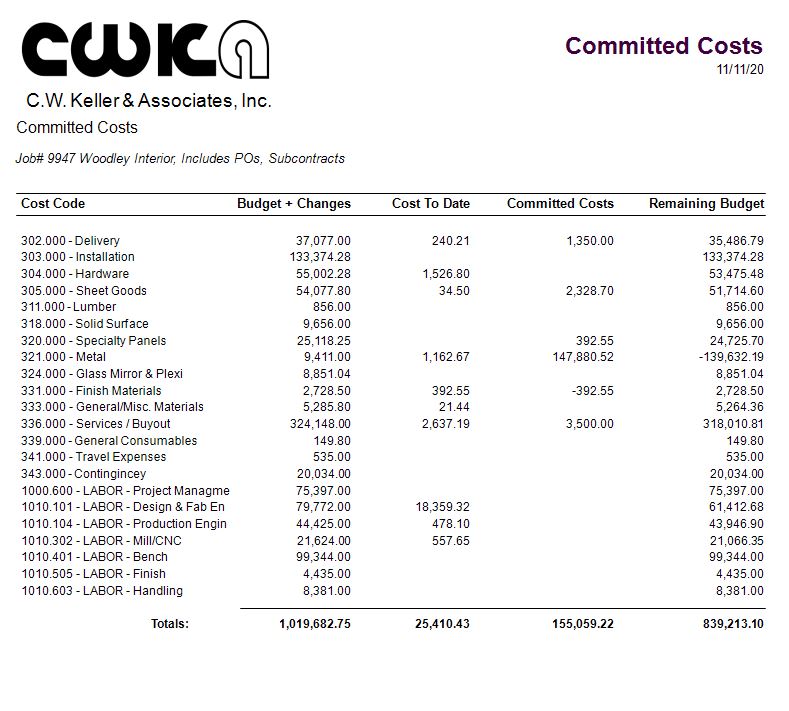 CWKA
Committed Costs
11/11/20
C.W. Keller & Associates, Inc.
Committed Costs
Job# 9947 Woodley Interior, Includes POs, Subcontracts
Cost Code Budget + Changes Cost To Date Committed Costs Remaining Budget
302.000 - Delivery 37,077.00 240.21 1,350.00 35,486.79
303.000 - Installation 133,374.28 133,374.28
304.000 - Hardware 55,002.28 1,526.80 53,475.48
305.000 - Sheet Goods 54,077.80 34.50 2,328.70 51,714.60
311.000 - Lumber 856.00 856.00
318.000 - Solid Surface 9,656.00 9,656.00
320.000 - Specialty Panels 25,118.25 392.55 24,725.70
321.000 - Metal 9,411.00 1,162.67 147,880.52 -139,632.19
324.000 - Glass Mirror & Plexi 8,851.04 8,851.04
331.000 - Finish Materials 2,728.50 392.55 -392.55 2,728.50
333.000 - General/Misc. Materials 5,285.80 21.44 5,264.36
336.000 - Services / Buyout 324,148.00 2,637.19 3,500.00 318,010.81
339.000 - General Consumables 149.80 149.80
341.000 - Travel Expenses 535.00 535.00
343.000 - Contingincey 20,034.00 20,034.00
1000.600 - LABOR - Project Managme 75,397.00 75,397.00
1010.101 - LABOR - Design & Fab En 79,772.00 18,359.32 61,412.68
1010.104 - LABOR - Production Engin 44,425.00 478.10 43,946.90
1010.302 - LABOR - Mill/CNC 21,624.00 557.65 21,066.35
1010.401 - LABOR - Bench 99,344.00 99,344.00
1010.505 - LABOR - Finish 4,435.00 4,435.00
1010.603 - LABOR - Handling 8,381.00 8,381.00
Totals: 1,019,682.75 25,410.43 155,059.22 839,213.10